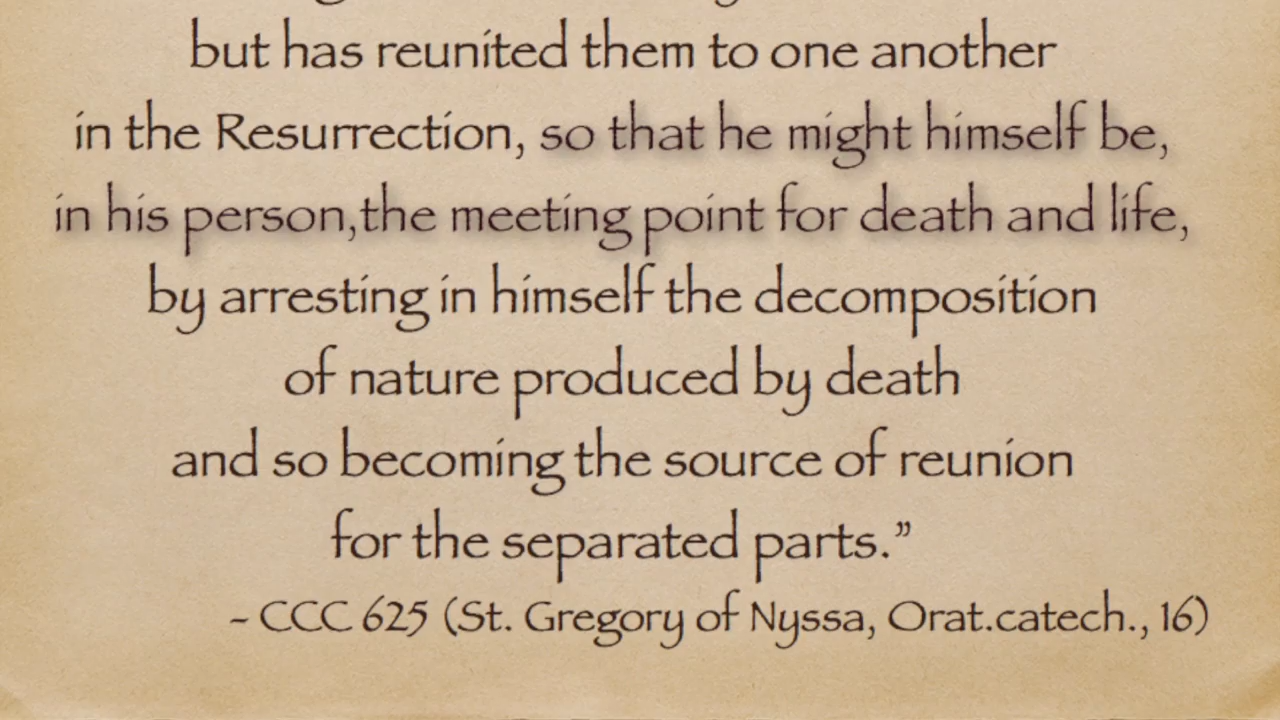 but has reunited them to one another
in the Resurrection, so that he might himself be,
in his person,the meeting point for death and life,
by arresting in himself the decomposition
of nature produced by death
and so becoming the source of reunion
for the separated parts.”
- CCC 625 (St. Gregory of Nyssa, Orat.catech., 16)